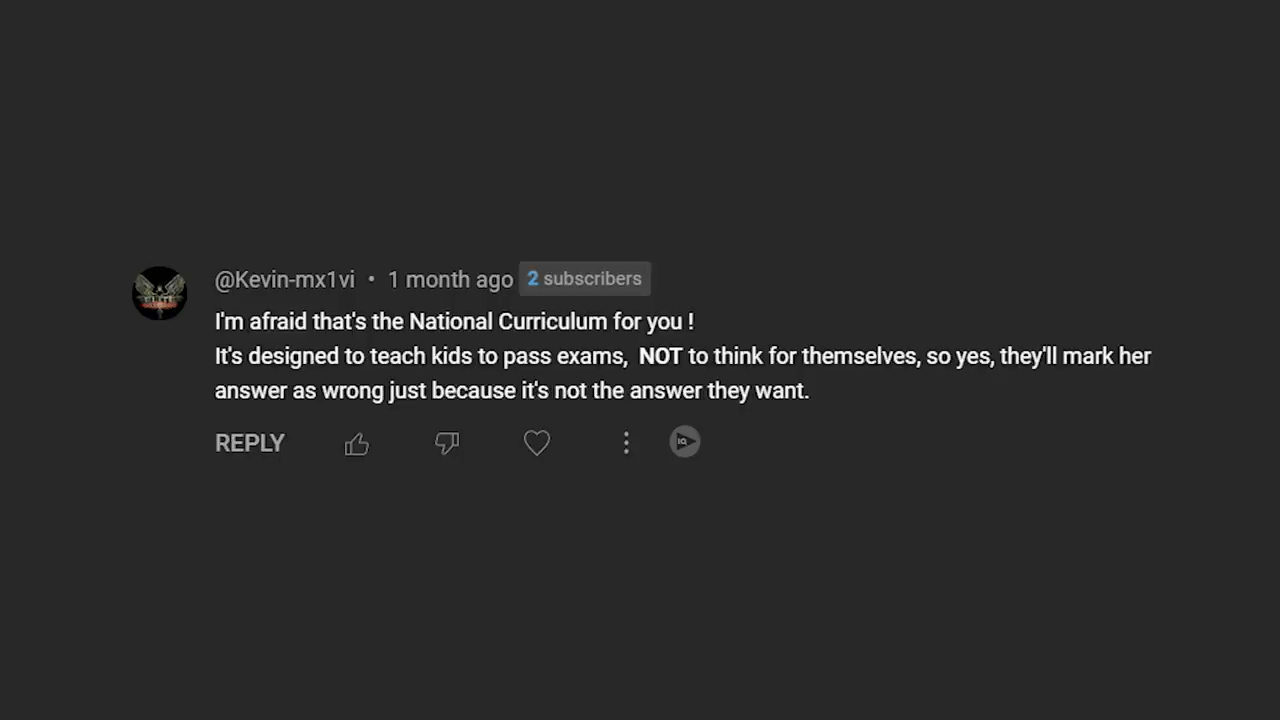 @Kevin-mx1vi • 1 month ago 2 subscribers
I'm afraid that's the National Curriculum for you !
It's designed to teach kids to pass exams,  NOT to think for themselves, so yes, they'll mark her
answer as wrong just because it's not the answer they want.
REPLY
IQ
ELITE